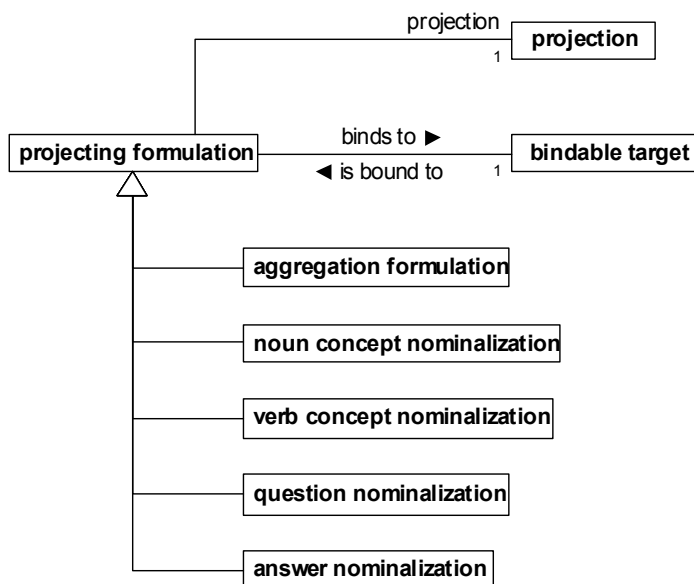 projection
projection
1
projecting formulation
binds to ►
bindable target
◄ is bound to
1
aggregation formulation
noun concept nominalization
verb concept nominalization
question nominalization
answer nominalization